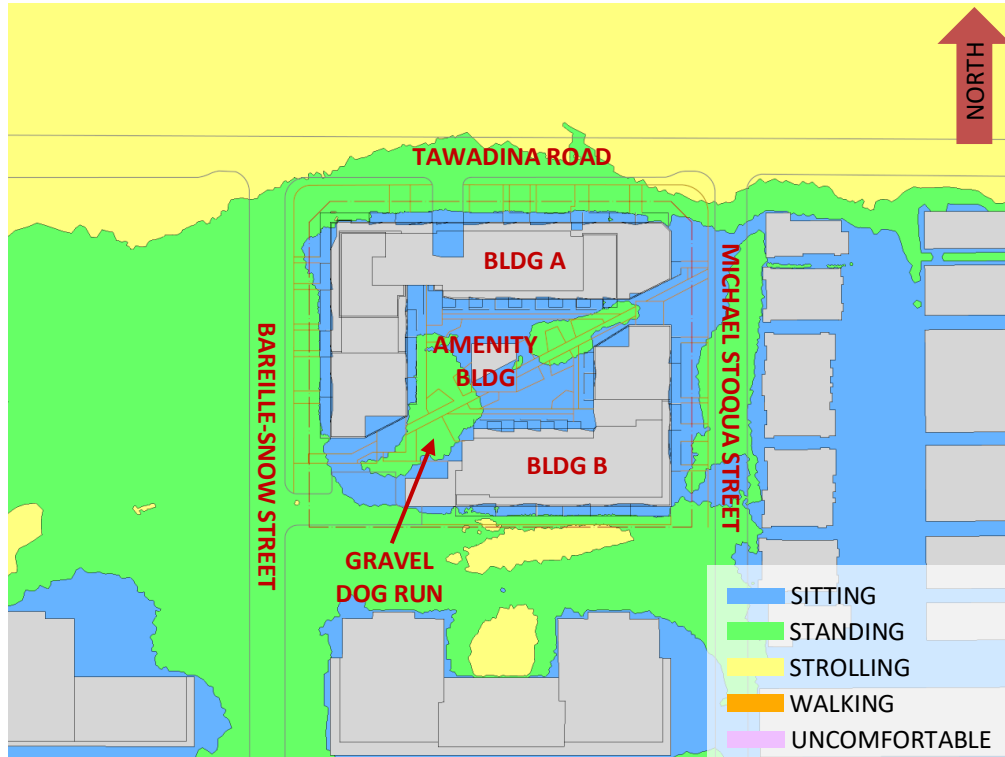 NORTH
TAWADINA ROAD
BLDG A
AMENITY
BLDG
MICHAEL STOQUA STREET
BAREILLE-SNOW STREET
BLDG B
GRAVEL
DOG RUN
SITTING
STANDING
STROLLING
WALKING
UNCOMFORTABLE